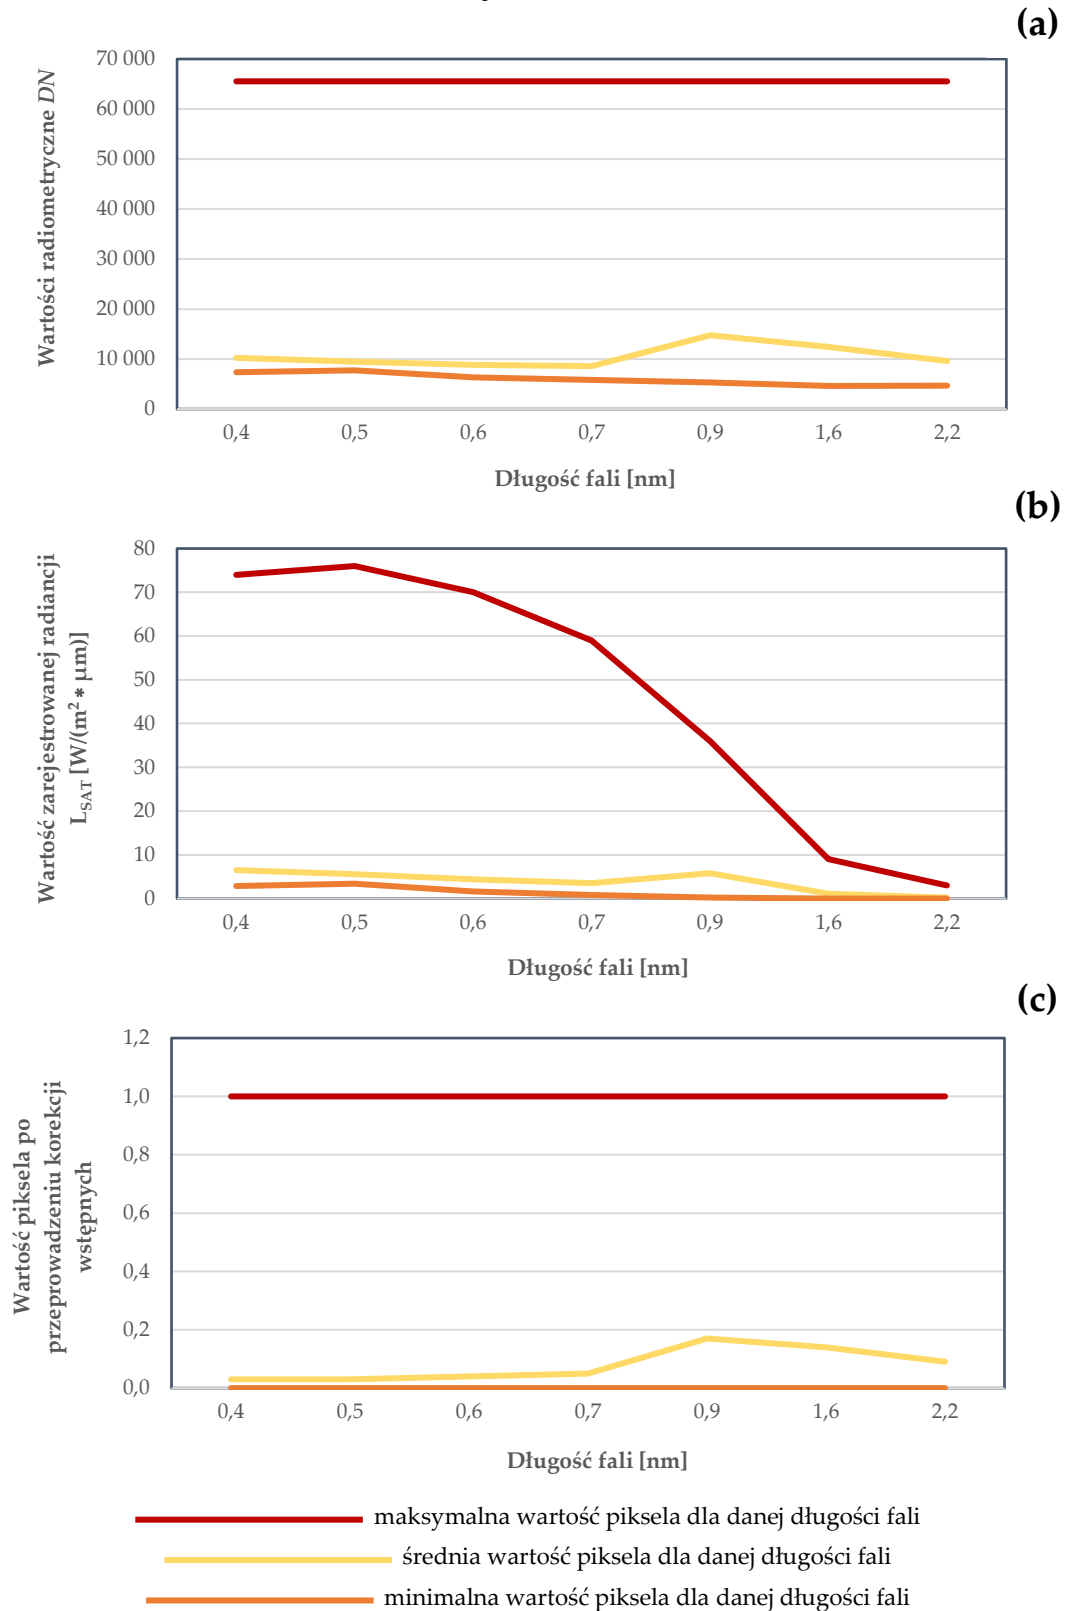 (a)
Wartości radiometryczne DN
70 000
60 000
50 000
40 000
30 000
20 000
10 000
0
0,4 0,5 0,6 0,7 0,9 1,6 2,2
Długość fali [nm]
(b)
Wartość zarejestrowanej radiancji
L_SAT [W/(m² * µm)]
80
70
60
50
40
30
20
10
0
0,4 0,5 0,6 0,7 0,9 1,6 2,2
Długość fali [nm]
(c)
Wartość piksela po
przeprowadzeniu korekcji
wstępnych
1,2
1,0
0,8
0,6
0,4
0,2
0,0
0,4 0,5 0,6 0,7 0,9 1,6 2,2
Długość fali [nm]
maksymalna wartość piksela dla danej długości fali
średnia wartość piksela dla danej długości fali
minimalna wartość piksela dla danej długości fali